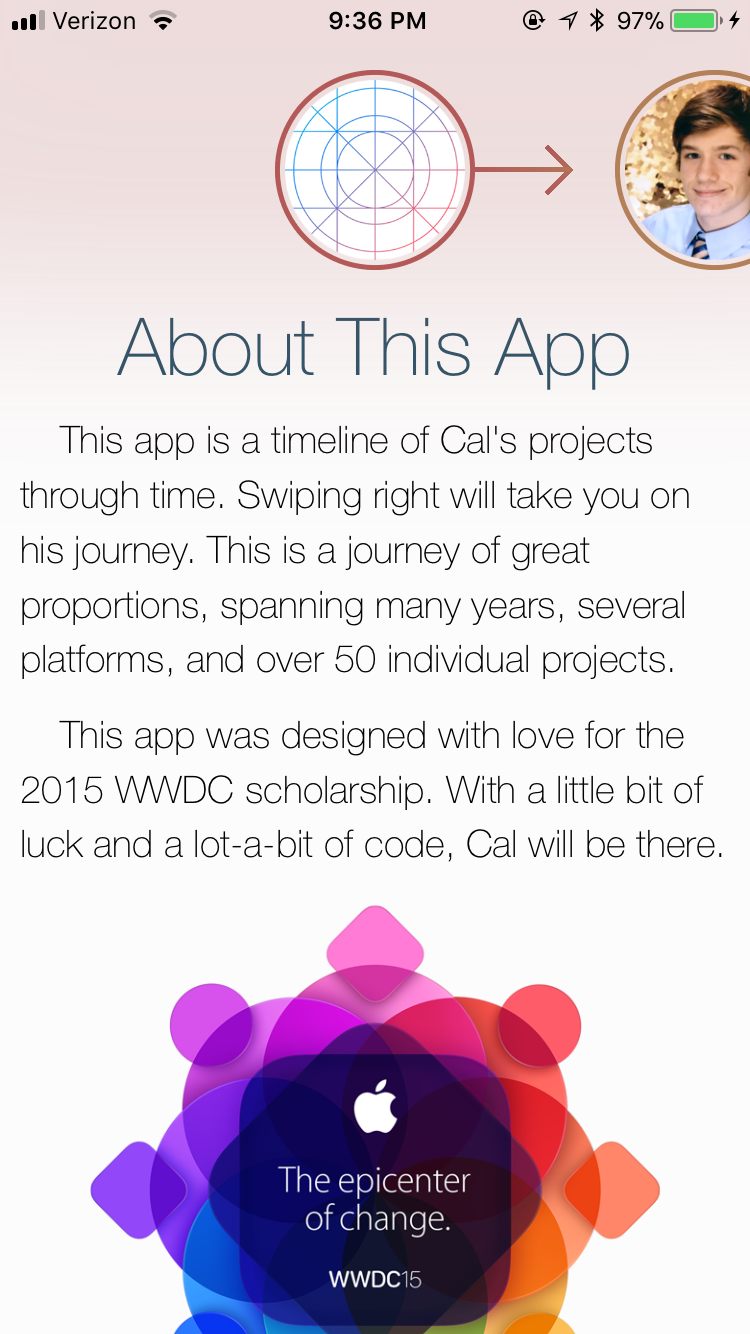 Verizon 9:36 PM 97%
About This App
This app is a timeline of Cal's projects
through time. Swiping right will take you on
his journey. This is a journey of great
proportions, spanning many years, several
platforms, and over 50 individual projects.
This app was designed with love for the
2015 WWDC scholarship. With a little bit of
luck and a lot-a-bit of code, Cal will be there.
The epicenter
of change.
WWDC15